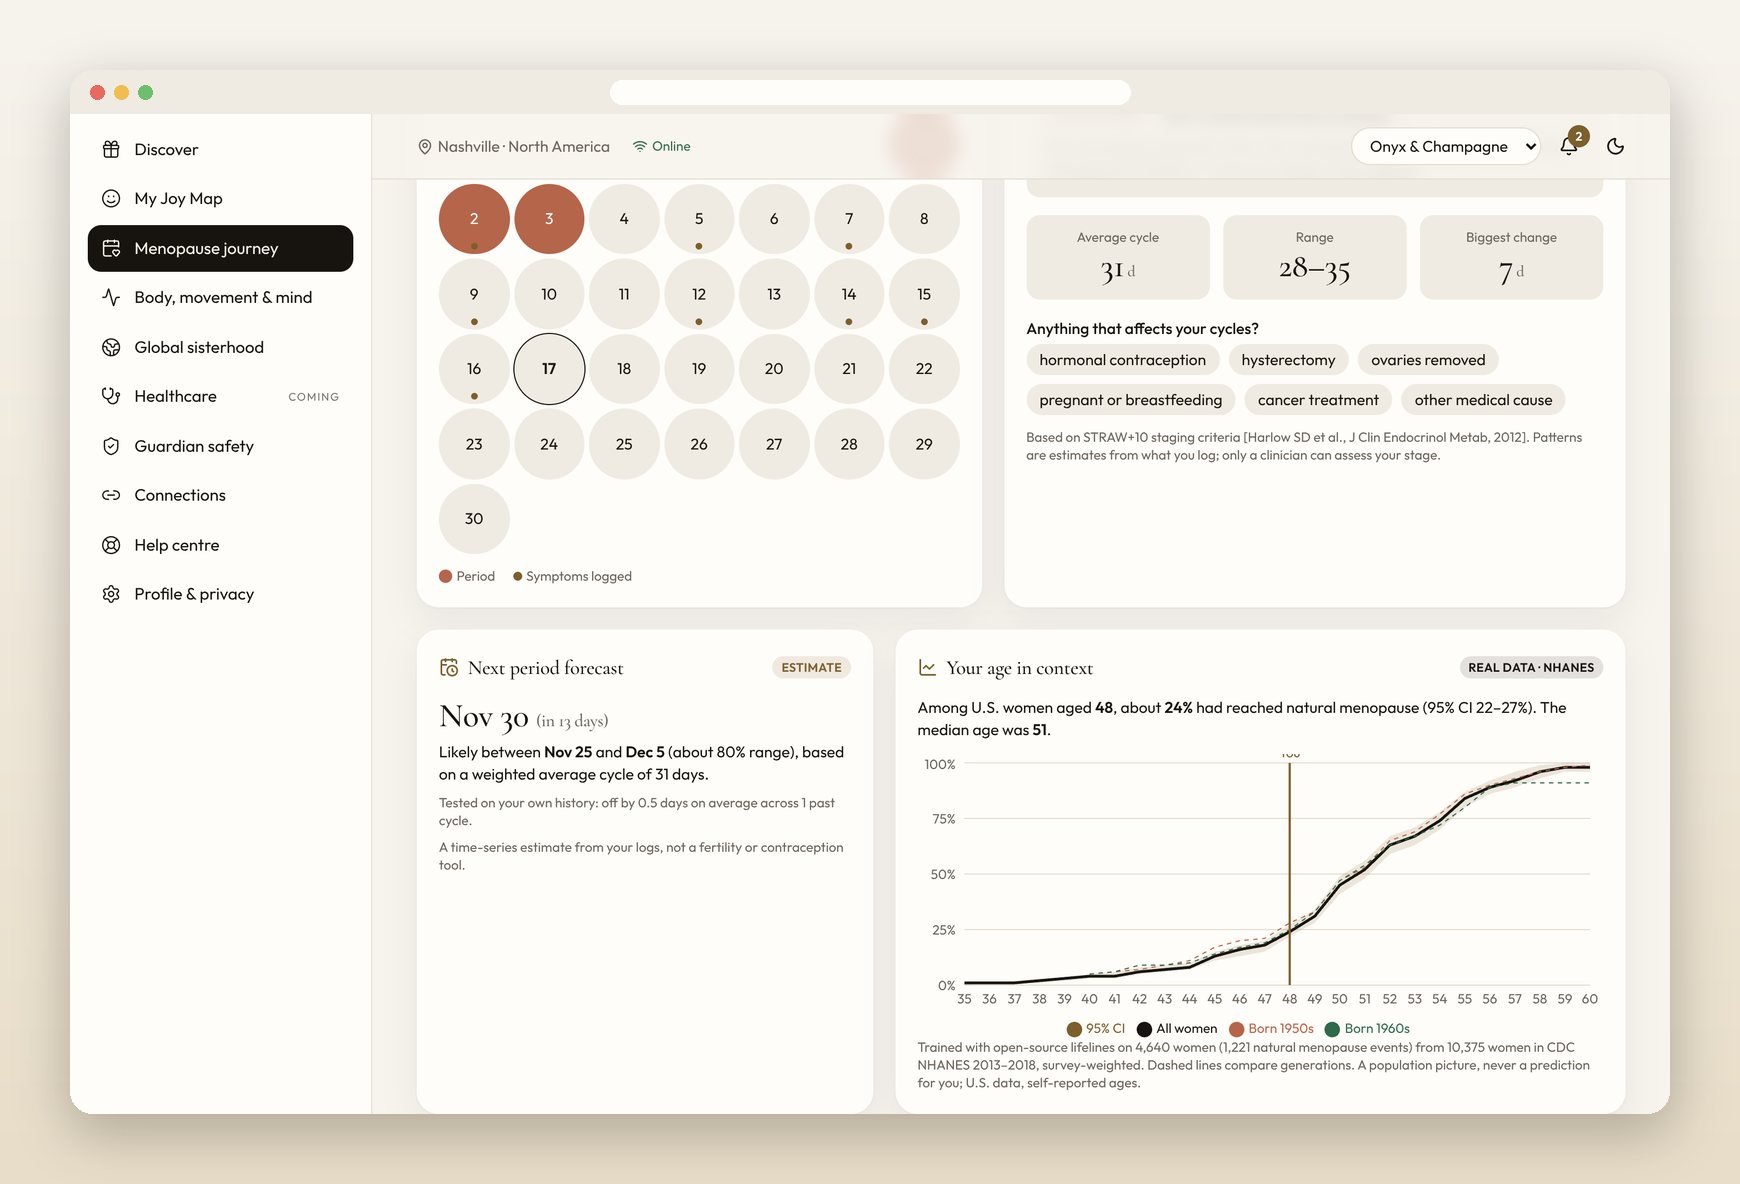 Discover
My Joy Map
Menopause journey
Body, movement & mind
Global sisterhood
Healthcare COMING
Guardian safety
Connections
Help centre
Profile & privacy
Nashville · North America Online
Onyx & Champagne
2
2 3 4 5 6 7 8
9 10 11 12 13 14 15
16 17 18 19 20 21 22
23 24 25 26 27 28 29
30
Period Symptoms logged
Average cycle
31 d
Range
28–35
Biggest change
7 d
Anything that affects your cycles?
hormonal contraception hysterectomy ovaries removed
pregnant or breastfeeding cancer treatment other medical cause
Based on STRAW+10 staging criteria [Harlow SD et al., J Clin Endocrinol Metab, 2012]. Patterns
are estimates from what you log; only a clinician can assess your stage.
Next period forecast ESTIMATE
Nov 30 (in 13 days)
Likely between Nov 25 and Dec 5 (about 80% range), based
on a weighted average cycle of 31 days.
Tested on your own history: off by 0.5 days on average across 1 past
cycle.
A time-series estimate from your logs, not a fertility or contraception
tool.
Your age in context REAL DATA · NHANES
Among U.S. women aged 48, about 24% had reached natural menopause (95% CI 22–27%). The
median age was 51.
100%
75%
50%
25%
0%
35 36 37 38 39 40 41 42 43 44 45 46 47 48 49 50 51 52 53 54 55 56 57 58 59 60
95% CI All women Born 1950s Born 1960s
Trained with open-source lifelines on 4,640 women (1,221 natural menopause events) from 10,375 women in CDC
NHANES 2013–2018, survey-weighted. Dashed lines compare generations. A population picture, never a prediction
for you; U.S. data, self-reported ages.